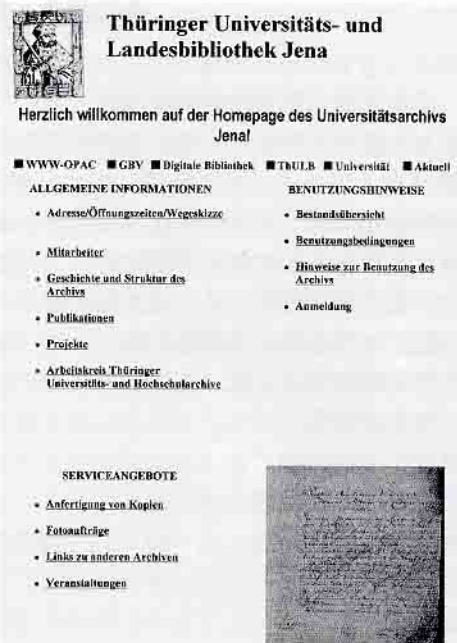 Thüringer Universitäts- und
Landesbibliothek Jena
Herzlich willkommen auf der Homepage des Universitätsarchivs
Jena!
WWW-OPAC GBV Digitale Bibliothek ThULB Universität Aktuell
ALLGEMEINE INFORMATIONEN
Adresse/Öffnungszeiten/Wegeskizze
Mitarbeiter
Geschichte und Struktur des
Archivs
Publikationen
Projekte
Arbeitskreis Thüringer
Universitäts- und Hochschularchive
BENUTZUNGSHINWEISE
Bestandsübersicht
Benutzungsbedingungen
Hinweise zur Benutzung des
Archivs
Anmeldung
SERVICEANGEBOTE
Anfertigung von Kopien
Fotoaufträge
Links zu anderen Archiven
Veranstaltungen